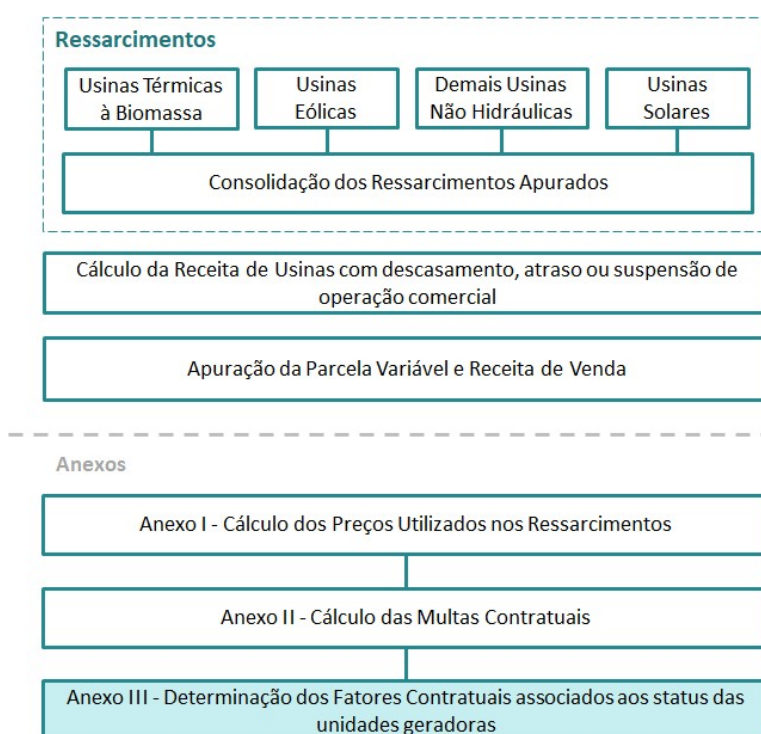 Ressarcimentos
Usinas Térmicas
à Biomassa
Usinas
Eólicas
Demais Usinas
Não Hidráulicas
Usinas
Solares
Consolidação dos Ressarcimentos Apurados
Cálculo da Receita de Usinas com descasamento, atraso ou suspensão de
operação comercial
Apuração da Parcela Variável e Receita de Venda
Anexos
Anexo I - Cálculo dos Preços Utilizados nos Ressarcimentos
Anexo II - Cálculo das Multas Contratuais
Anexo III - Determinação dos Fatores Contratuais associados aos status das
unidades geradoras